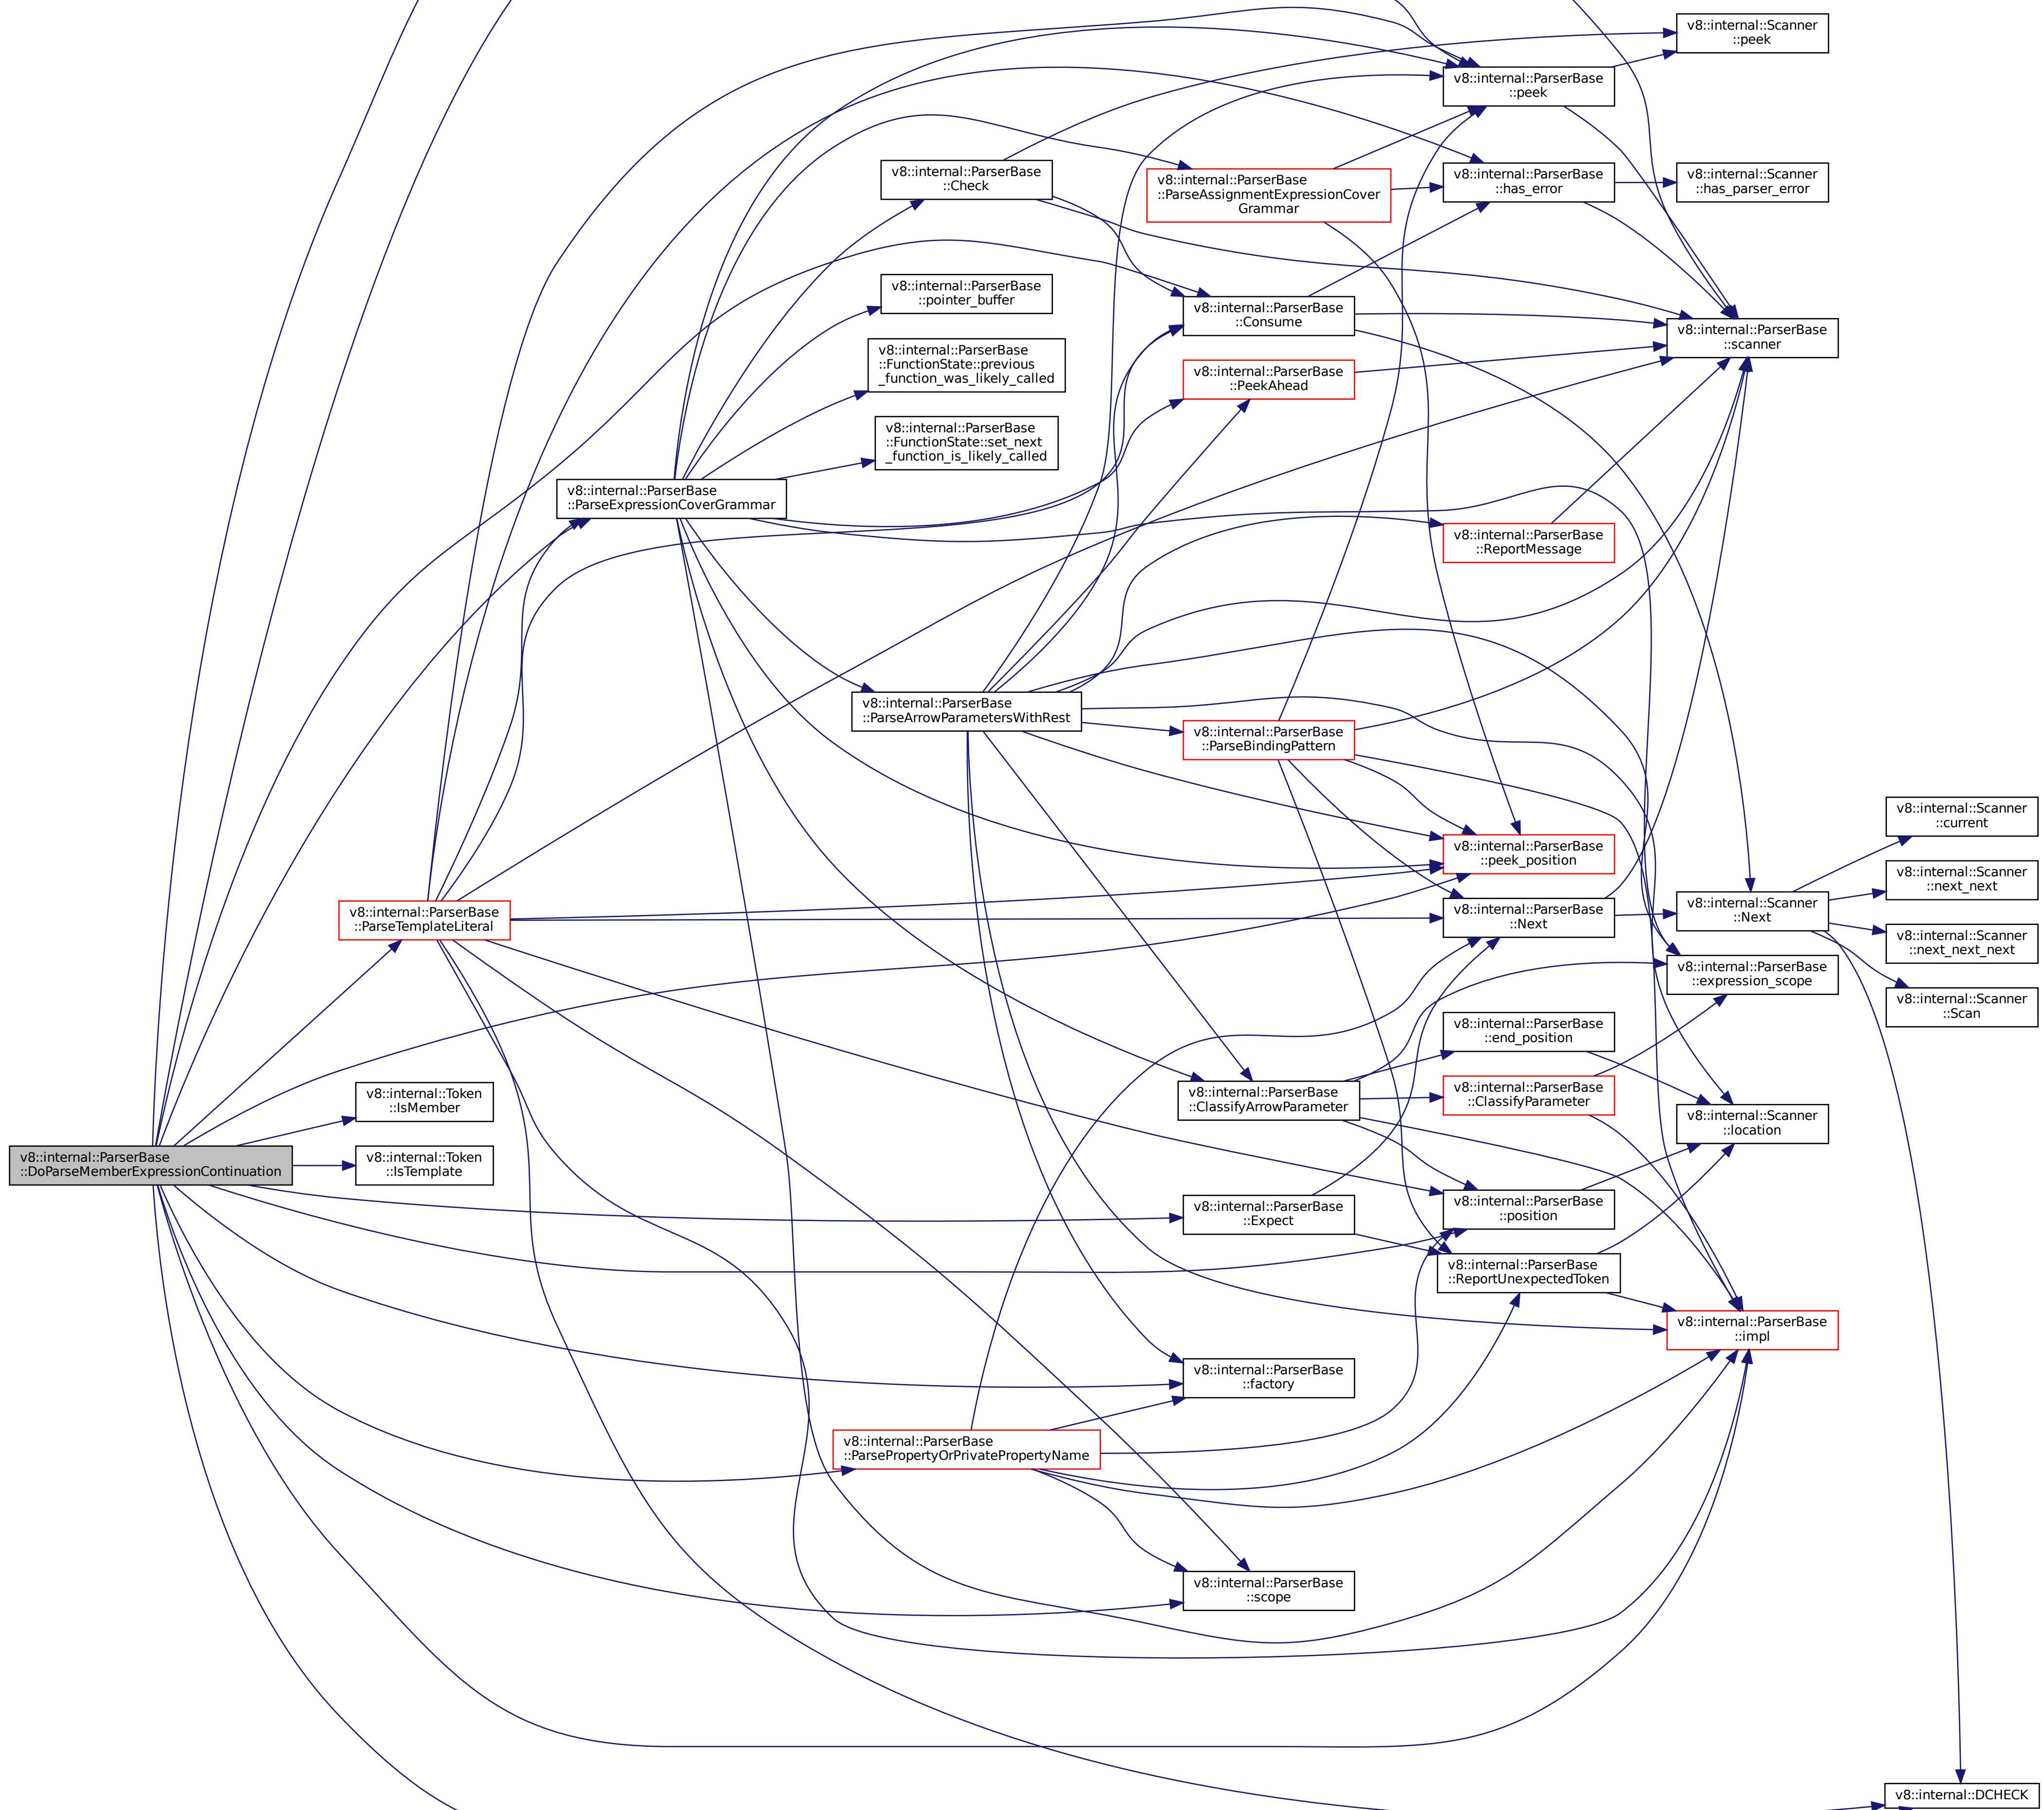 v8::internal::Scanner
::peek
v8::internal::ParserBase
::peek
v8::internal::ParserBase
::Check
v8::internal::ParserBase
::ParseAssignmentExpressionCover
Grammar
v8::internal::ParserBase
::has_error
v8::internal::Scanner
::has_parser_error
v8::internal::ParserBase
::pointer_buffer
v8::internal::ParserBase
::Consume
v8::internal::ParserBase
::scanner
v8::internal::ParserBase
::FunctionState::previous
_function_was_likely_called
v8::internal::ParserBase
::PeekAhead
v8::internal::ParserBase
::FunctionState::set_next
_function_is_likely_called
v8::internal::ParserBase
::ParseExpressionCoverGrammar
v8::internal::ParserBase
::ReportMessage
v8::internal::ParserBase
::ParseArrowParametersWithRest
v8::internal::ParserBase
::ParseBindingPattern
v8::internal::Scanner
::current
v8::internal::ParserBase
::peek_position
v8::internal::Scanner
::next_next
v8::internal::ParserBase
::ParseTemplateLiteral
v8::internal::ParserBase
::Next
v8::internal::Scanner
::Next
v8::internal::Scanner
::next_next_next
v8::internal::ParserBase
::expression_scope
v8::internal::Scanner
::Scan
v8::internal::ParserBase
::end_position
v8::internal::Token
::IsMember
v8::internal::ParserBase
::ClassifyArrowParameter
v8::internal::ParserBase
::ClassifyParameter
v8::internal::Scanner
::location
v8::internal::ParserBase
::DoParseMemberExpressionContinuation
v8::internal::Token
::IsTemplate
v8::internal::ParserBase
::Expect
v8::internal::ParserBase
::position
v8::internal::ParserBase
::ReportUnexpectedToken
v8::internal::ParserBase
::impl
v8::internal::ParserBase
::factory
v8::internal::ParserBase
::ParsePropertyOrPrivatePropertyName
v8::internal::ParserBase
::scope
v8::internal::DCHECK